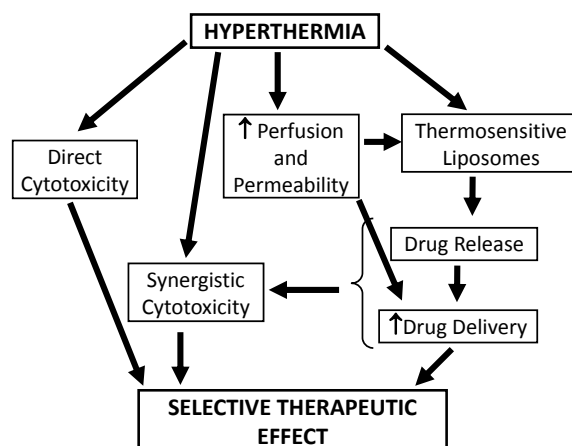 HYPERTHERMIA
Direct
Cytotoxicity
↑ Perfusion
and
Permeability
Thermosensitive
Liposomes
Drug Release
Synergistic
Cytotoxicity
↑Drug Delivery
SELECTIVE THERAPEUTIC
EFFECT